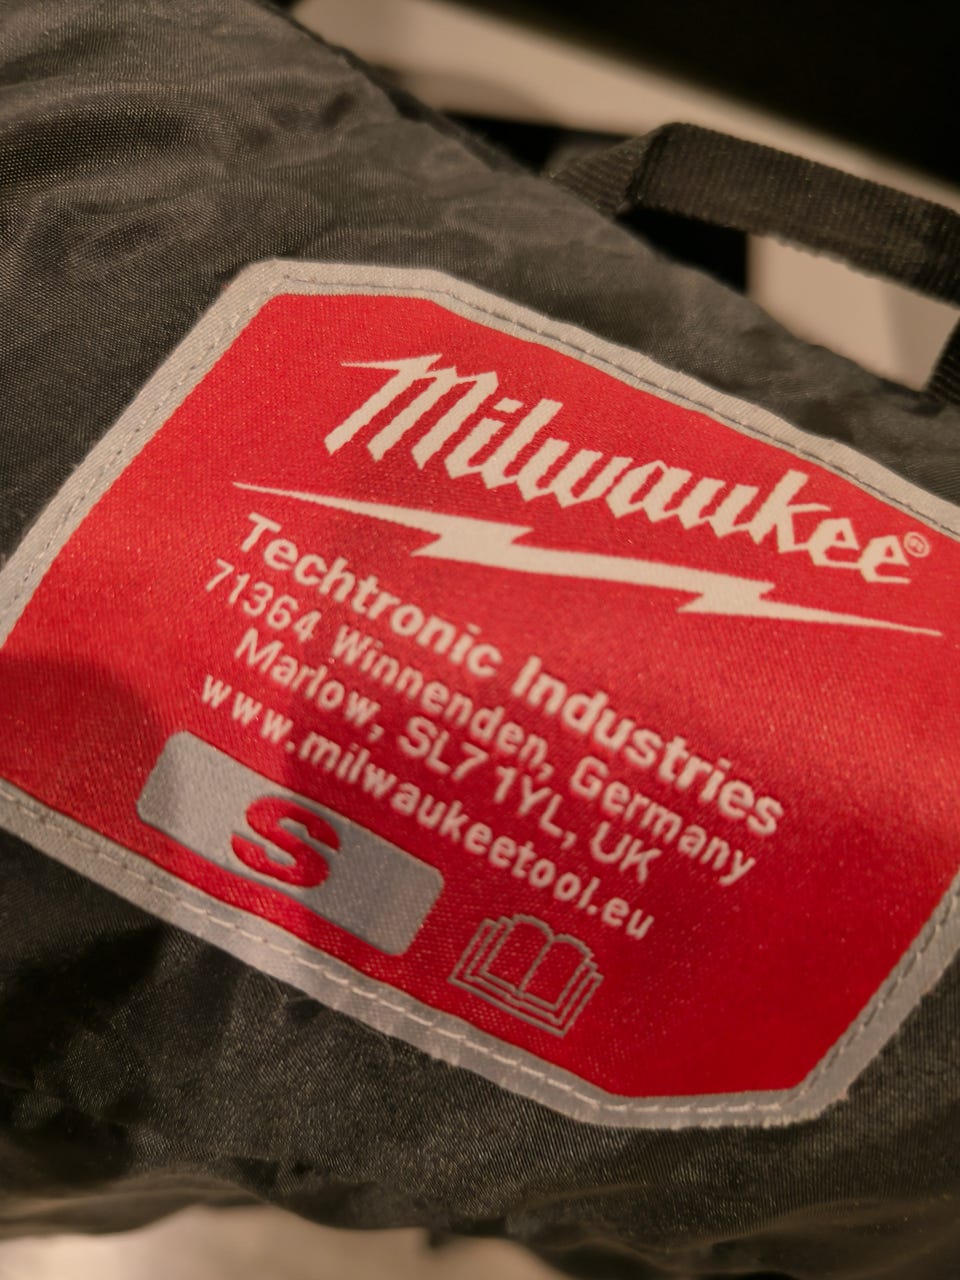 Milwaukee®
Techtronic Industries
71364 Winnenden, Germany
Marlow, SL7 1YL, UK
www.milwaukeetool.eu
S